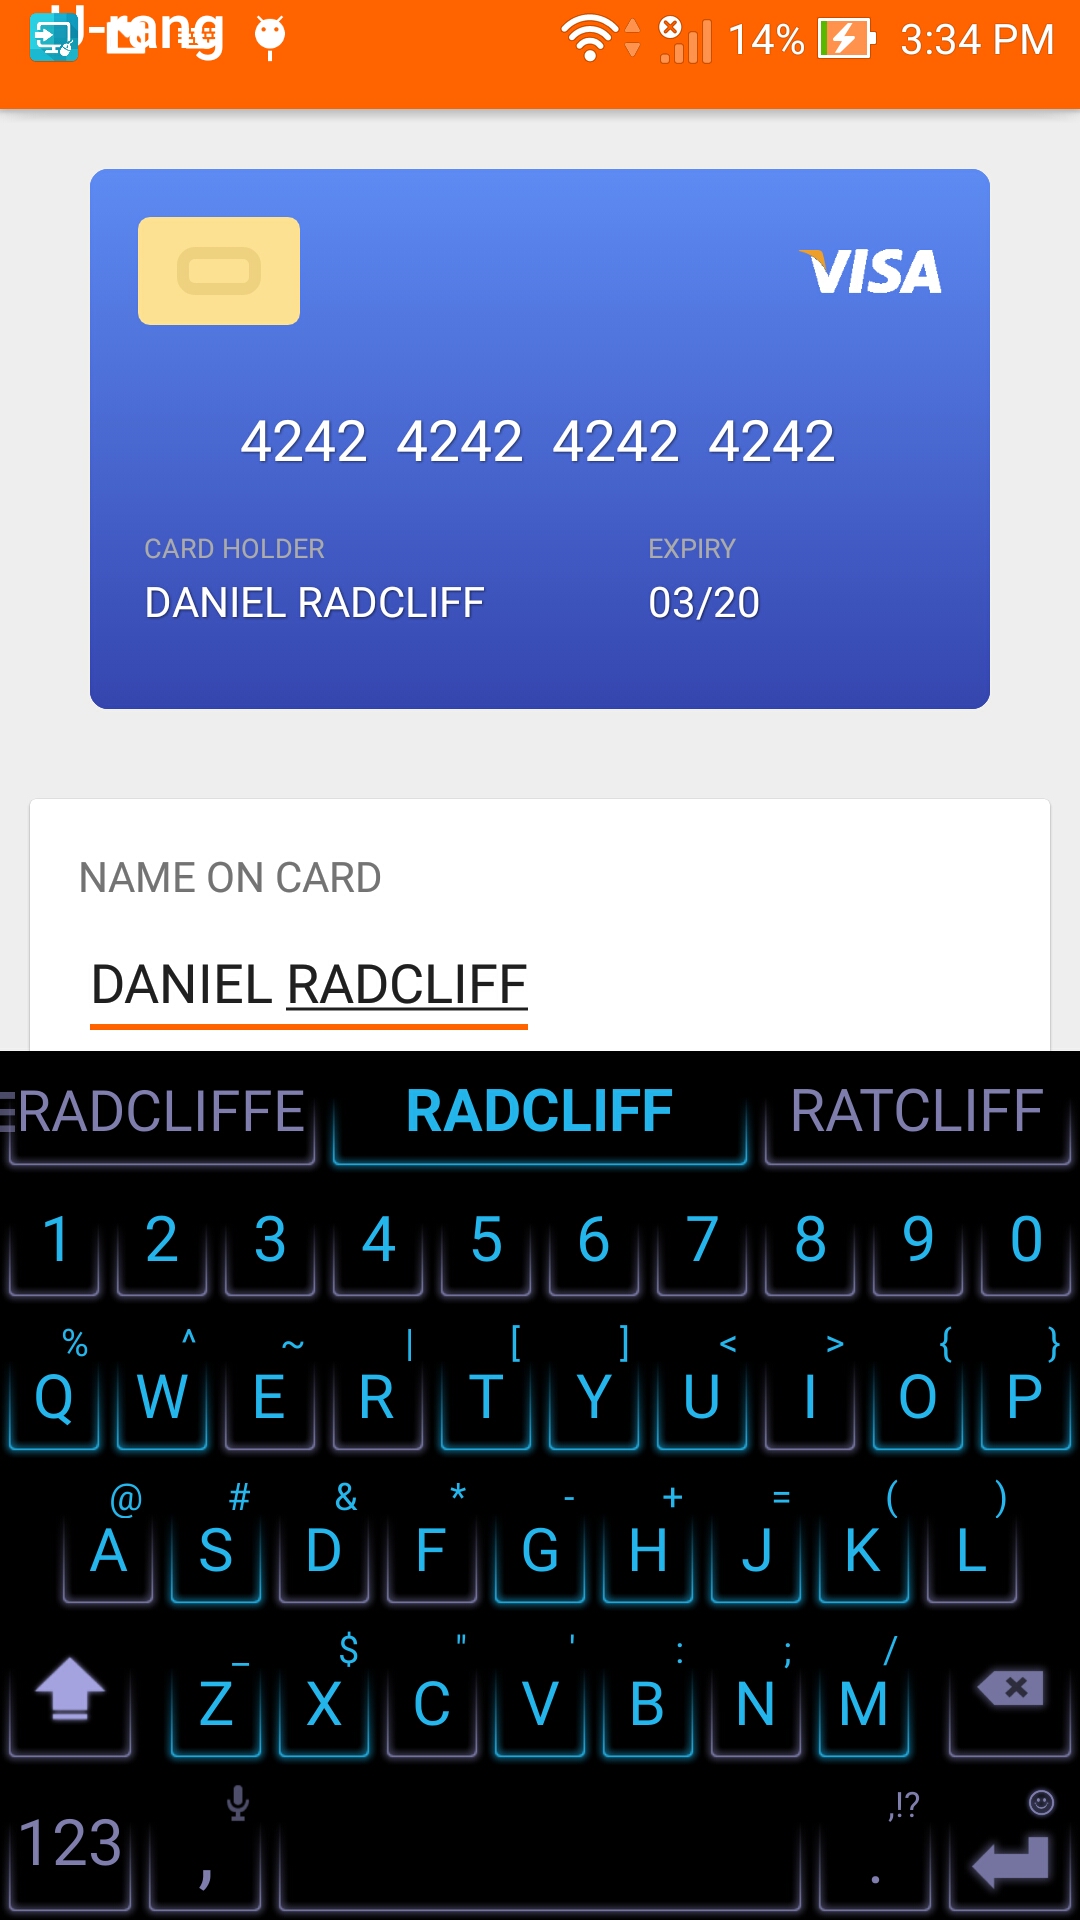 U-rang
14% 3:34 PM
VISA
4242 4242 4242 4242
CARD HOLDER EXPIRY
DANIEL RADCLIFF 03/20
NAME ON CARD
DANIEL RADCLIFF
RADCLIFFE RADCLIFF RATCLIFF
1 2 3 4 5 6 7 8 9 0
% ^ ~ | [ ] < > { }
Q W E R T Y U I O P
@ # & * - + = ( )
A S D F G H J K L
_ $ " ' : ; /
Z X C V B N M
,!?
123 , .